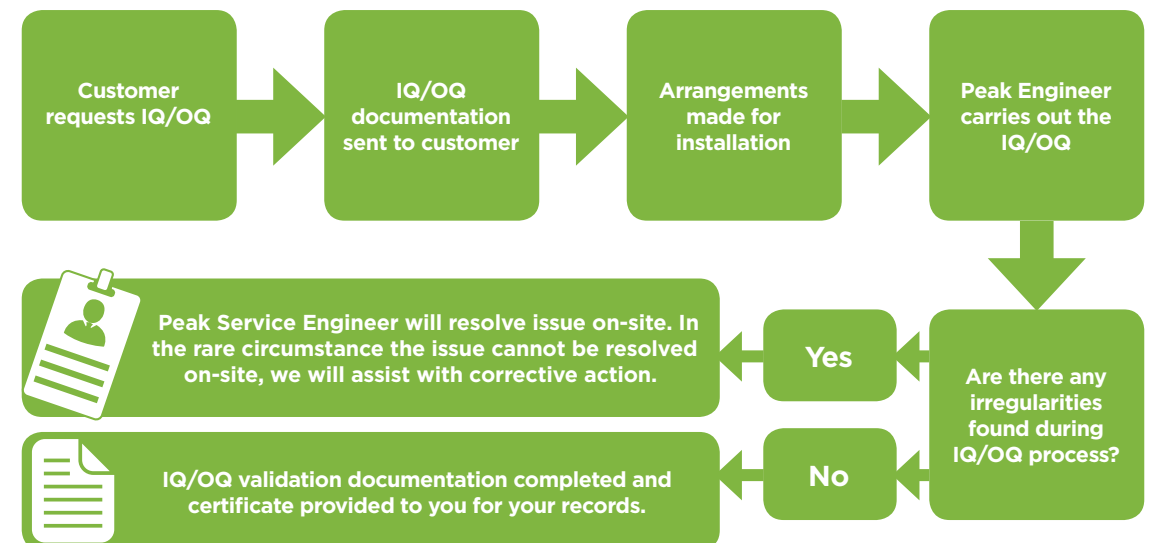 Customer
requests IQ/OQ
IQ/OQ
documentation
sent to customer
Arrangements
made for
installation
Peak Engineer
carries out the
IQ/OQ
Are there any
irregularities
found during
IQ/OQ process?
Yes
Peak Service Engineer will resolve issue on-site. In
the rare circumstance the issue cannot be resolved
on-site, we will assist with corrective action.
No
IQ/OQ validation documentation completed and
certificate provided to you for your records.